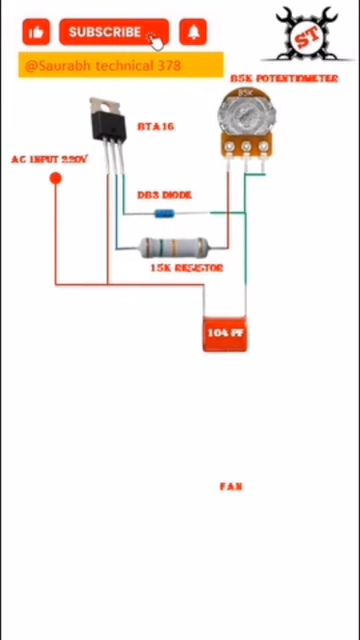 SUBSCRIBE
ST
@Saurabh technical 378
B5K POTENTIOMETER
B5K
BTA16
AC INPUT 220V
DB3 DIODE
15K RESISTOR
104 PF
FAN